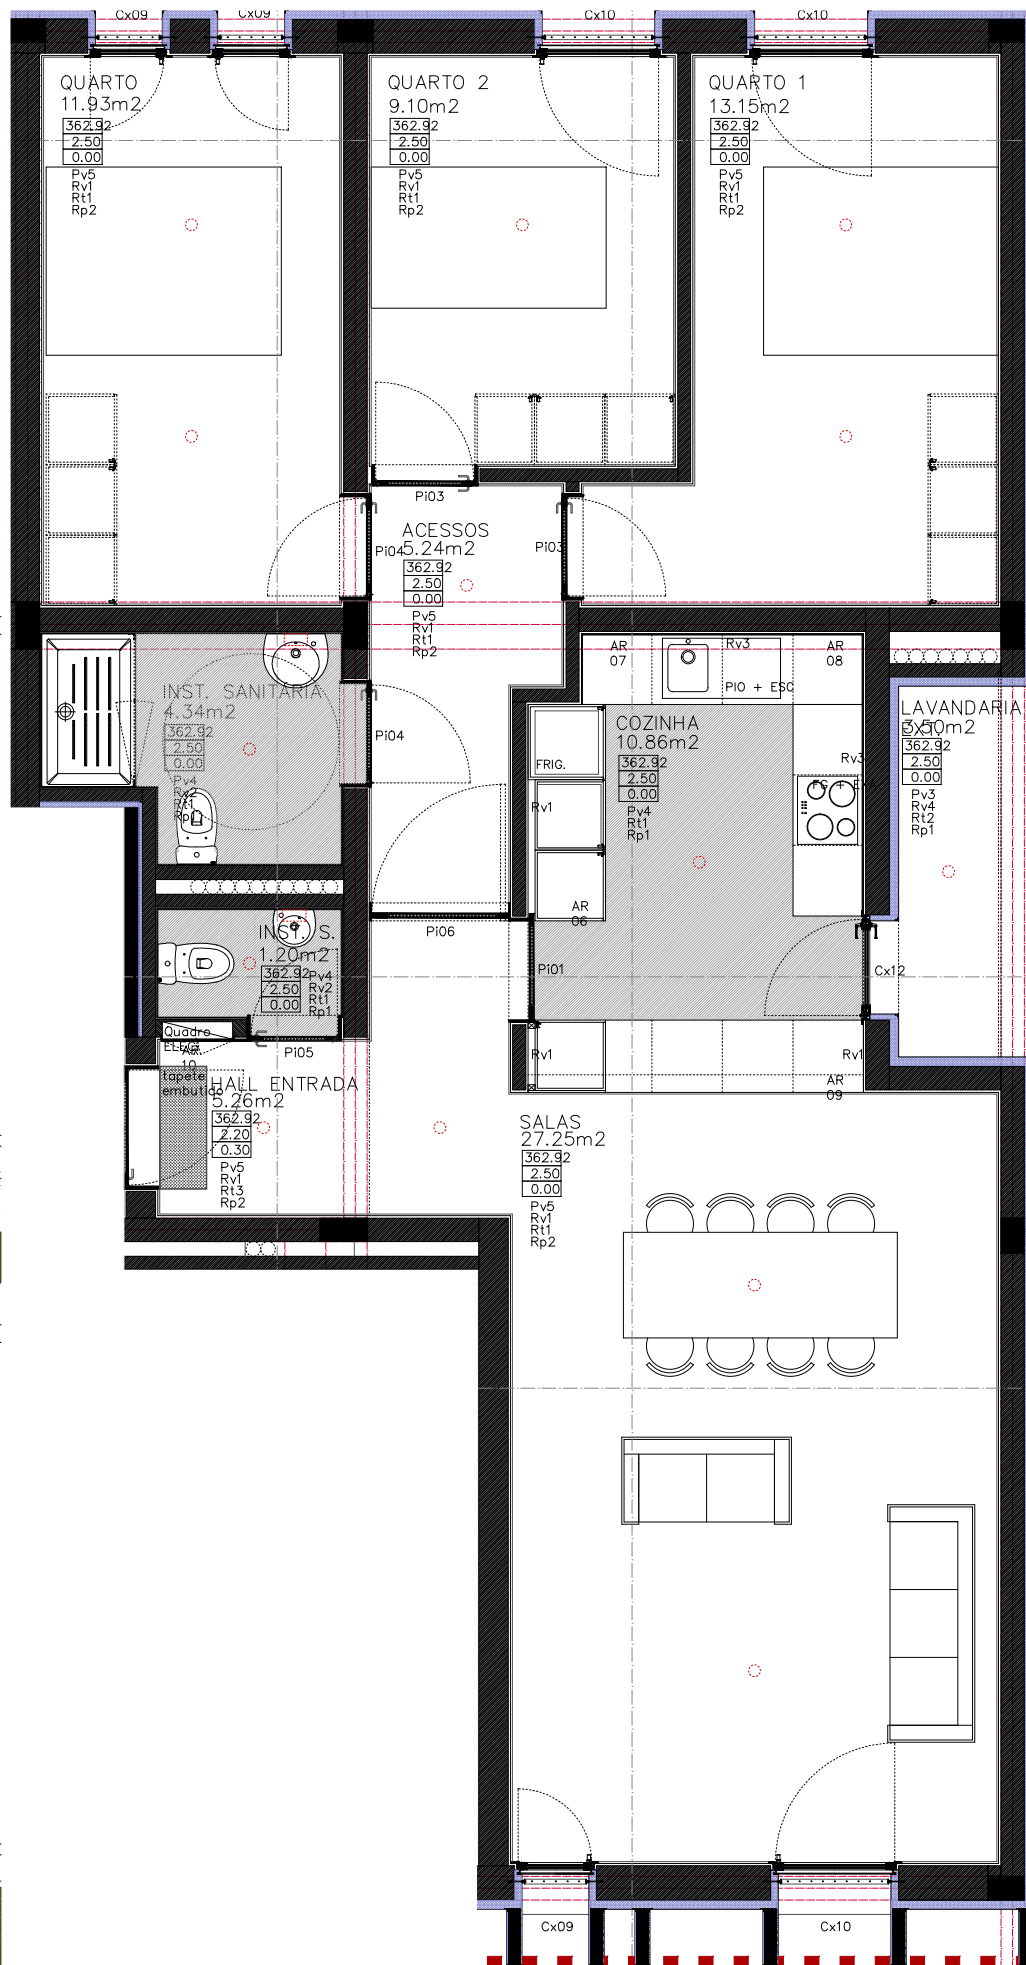 Cx09
Cx09
Cx10
Cx10
QUARTO
11.93m2
362.92
2.50
0.00
Pv5
Rv1
Rt1
Rp2
QUARTO 2
9.10m2
362.92
2.50
0.00
Pv5
Rv1
Rt1
Rp2
QUARTO 1
13.15m2
362.92
2.50
0.00
Pv5
Rv1
Rt1
Rp2
Pi03
ACESSOS
5.24m2
362.92
2.50
0.00
Pv5
Rv1
Rt1
Rp2
Pi04
Pi03
INST. SANITÁRIA
4.34m2
362.92
2.50
0.00
Pv4
Rv2
Rt1
Rp1
Pi04
AR
07
Rv3
AR
08
PIO + ESC
COZINHA
10.86m2
362.92
2.50
0.00
Pv4
Rt1
Rp1
FRIG.
Rv1
Rv3
AR
06
LAVANDARIA
EXT.
3.50m2
362.92
2.50
0.00
Pv3
Rv4
Rt2
Rp1
Pi06
Pi01
Cx12
INST. S.
1.20m2
362.92
2.50
0.00
Pv4
Rv2
Rt1
Rp1
Quadro
AR
10
tapete
embutido
Pi05
HALL ENTRADA
5.26m2
362.92
2.20
0.30
Pv5
Rv1
Rt3
Rp2
Rv1
Rv1
AR
09
SALAS
27.25m2
362.92
2.50
0.00
Pv5
Rv1
Rt1
Rp2
Cx09
Cx10